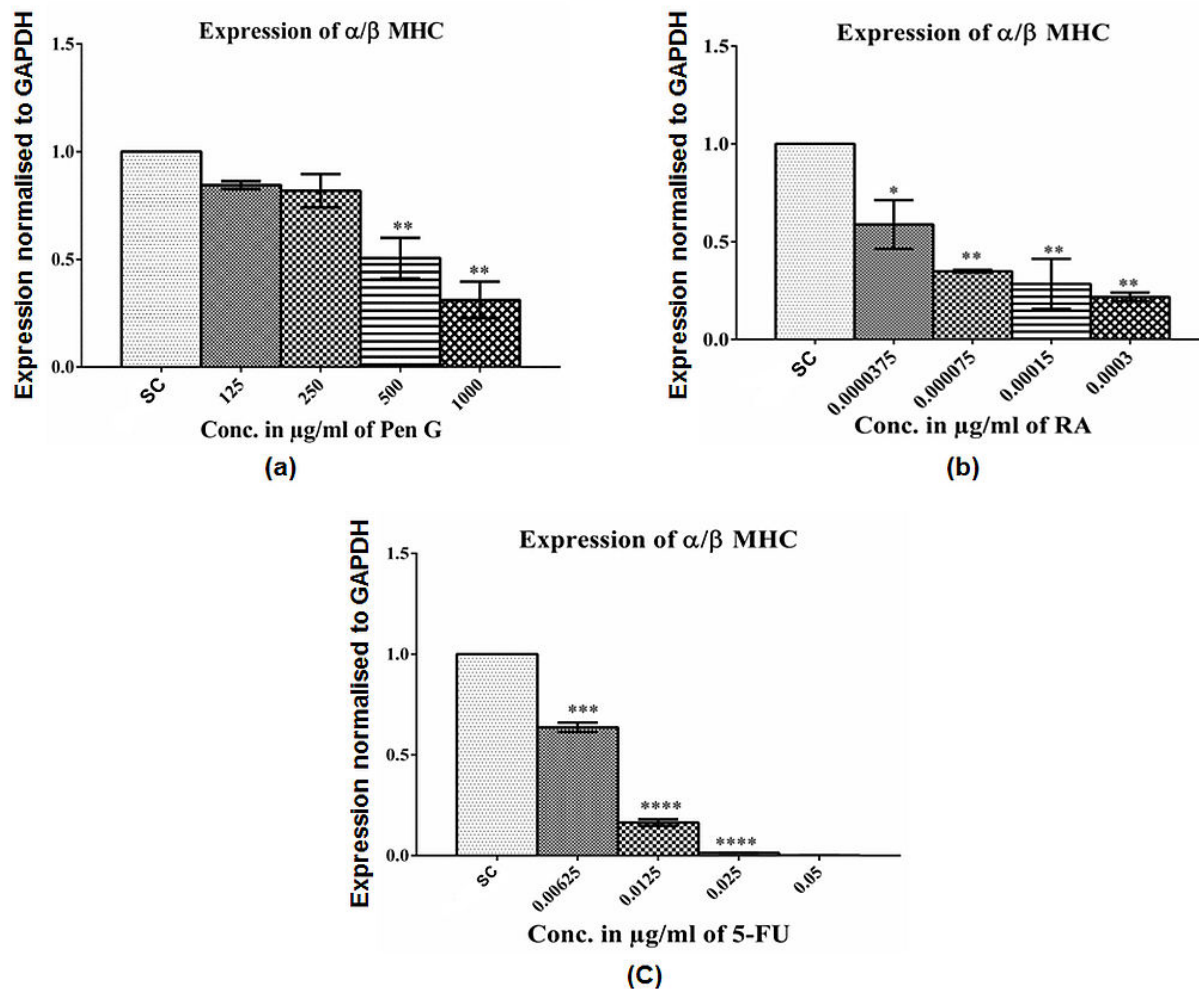 Expression of α/β MHC
Expression normalised to GAPDH
1.5
1.0
0.5
0.0
**
**
SC
125
250
500
1000
Conc. in µg/ml of Pen G
(a)
Expression of α/β MHC
Expression normalised to GAPDH
1.5
1.0
0.5
0.0
*
**
**
**
SC
0.0000375
0.000075
0.00015
0.0003
Conc. in µg/ml of RA
(b)
Expression of α/β MHC
Expression normalised to GAPDH
1.5
1.0
0.5
0.0
***
****
****
SC
0.00625
0.0125
0.025
0.05
Conc. in µg/ml of 5-FU
(C)